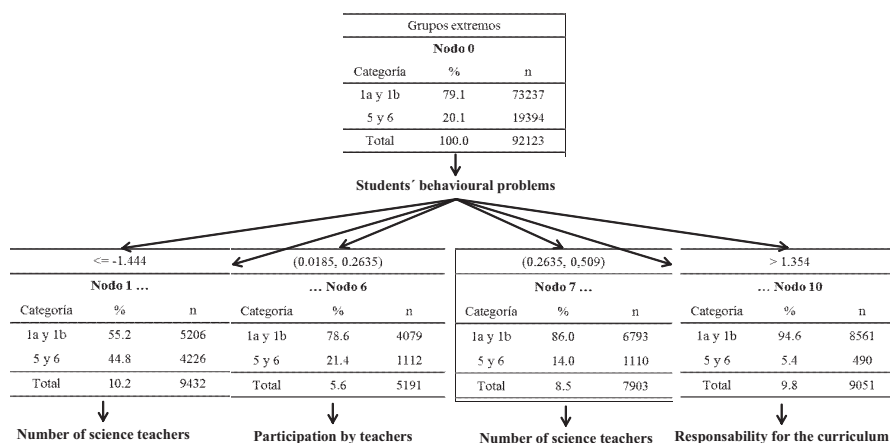 Grupos extremos
Nodo 0
Categoría % n
1a y 1b 79.1 73237
5 y 6 20.1 19394
Total 100.0 92123
Students´ behavioural problems
<= -1.444 (0.0185, 0.2635) (0.2635, 0,509) > 1.354
Nodo 1 ... ... Nodo 6 Nodo 7 ... ... Nodo 10
Categoría % n Categoría % n Categoría % n Categoría % n
1a y 1b 55.2 5206 1a y 1b 78.6 4079 1a y 1b 86.0 6793 1a y 1b 94.6 8561
5 y 6 44.8 4226 5 y 6 21.4 1112 5 y 6 14.0 1110 5 y 6 5.4 490
Total 10.2 9432 Total 5.6 5191 Total 8.5 7903 Total 9.8 9051
Number of science teachers Participation by teachers Number of science teachers Responsability for the curriculum